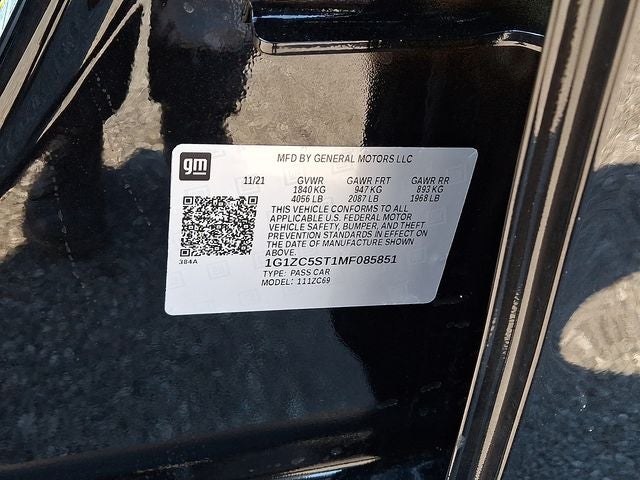 gm
MFD BY GENERAL MOTORS LLC
11/21 GVWR GAWR FRT GAWR RR
1840 KG 947 KG 893 KG
4056 LB 2087 LB 1968 LB
THIS VEHICLE CONFORMS TO ALL
APPLICABLE U.S. FEDERAL MOTOR
VEHICLE SAFETY, BUMPER, AND THEFT
PREVENTION STANDARDS IN EFFECT ON
THE DATE OF MANUFACTURE SHOWN
ABOVE.
384A
1G1ZC5ST1MF085851
TYPE: PASS CAR
MODEL: 111ZC69